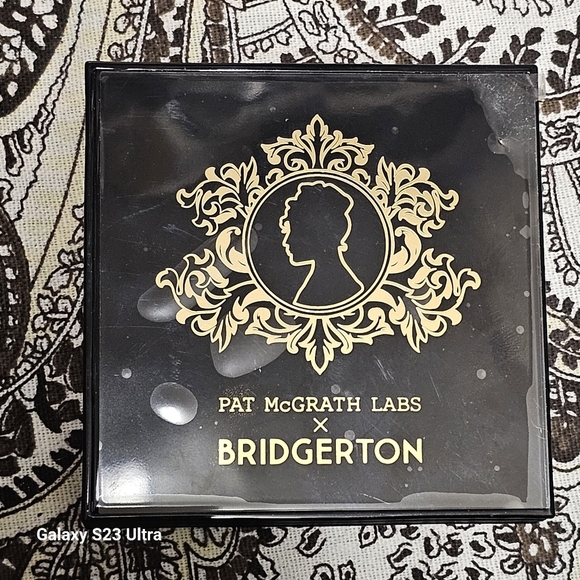 PAT McGRATH LABS
×
BRIDGERTON
Galaxy S23 Ultra